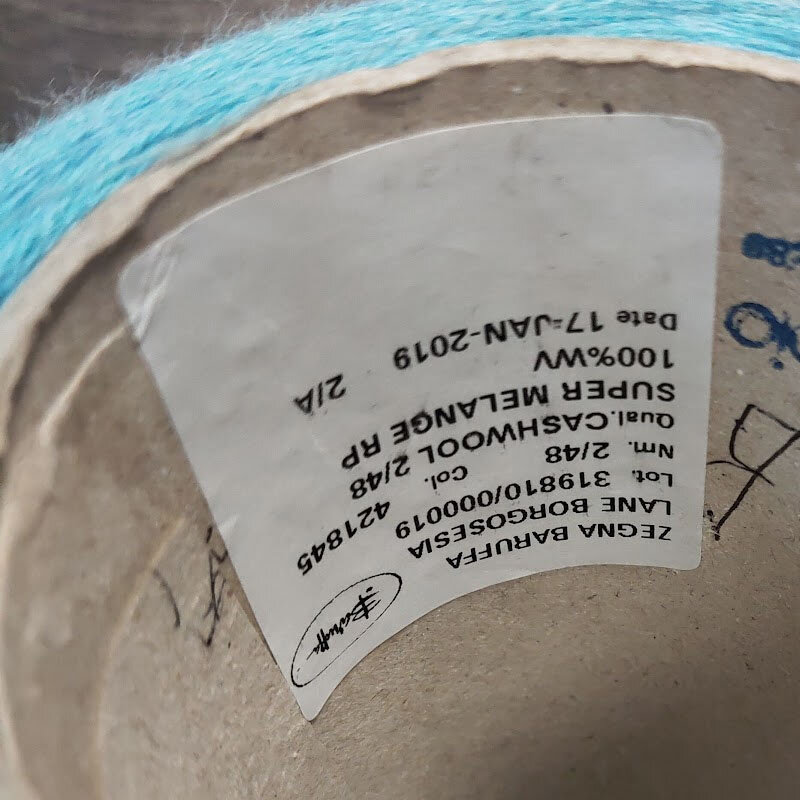 Baruffa
ZEGNA BARUFFA
LANE BORGOSESIA
Lot. 319810/000019
Nm. 2/48 Col. 421845
Qual.CASHWOOL 2/48
SUPER MELANGE RP
100%WV
Date 17-JAN-2019 2/A